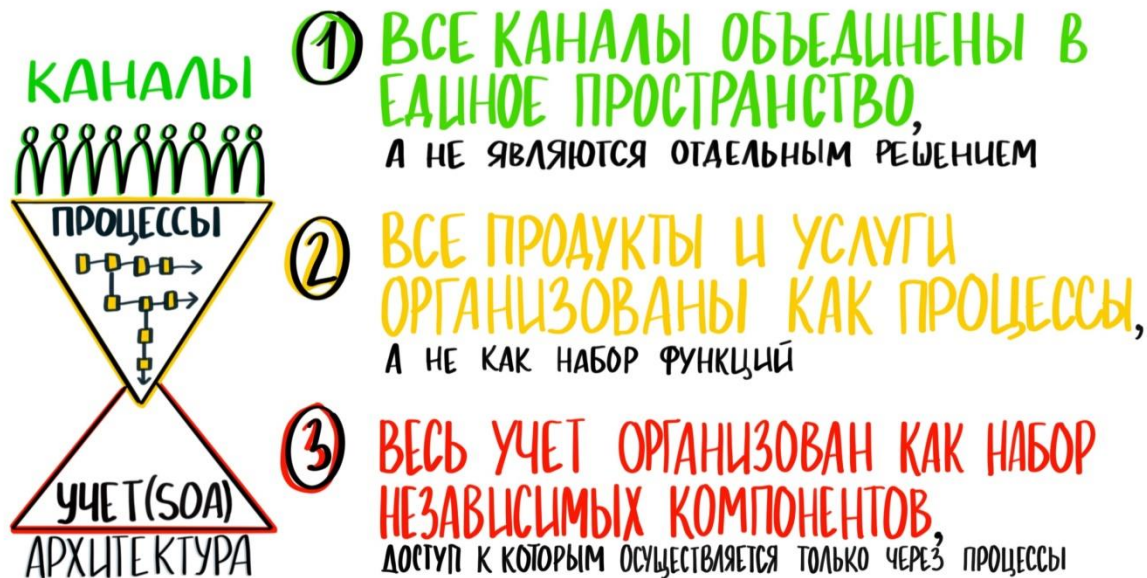 КАНАЛЫ
ПРОЦЕССЫ
УЧЕТ(SOA)
АРХИТЕКТУРА
1 ВСЕ КАНАЛЫ ОБЪЕДИНЕНЫ В
ЕДИНОЕ ПРОСТРАНСТВО,
А НЕ ЯВЛЯЮТСЯ ОТДЕЛЬНЫМ РЕШЕНИЕМ
2 ВСЕ ПРОДУКТЫ И УСЛУГИ
ОРГАНИЗОВАНЫ КАК ПРОЦЕССЫ,
А НЕ КАК НАБОР ФУНКЦИЙ
3 ВЕСЬ УЧЕТ ОРГАНИЗОВАН КАК НАБОР
НЕЗАВИСИМЫХ КОМПОНЕНТОВ,
ДОСТУП К КОТОРЫМ ОСУЩЕСТВЛЯЕТСЯ ТОЛЬКО ЧЕРЕЗ ПРОЦЕССЫ